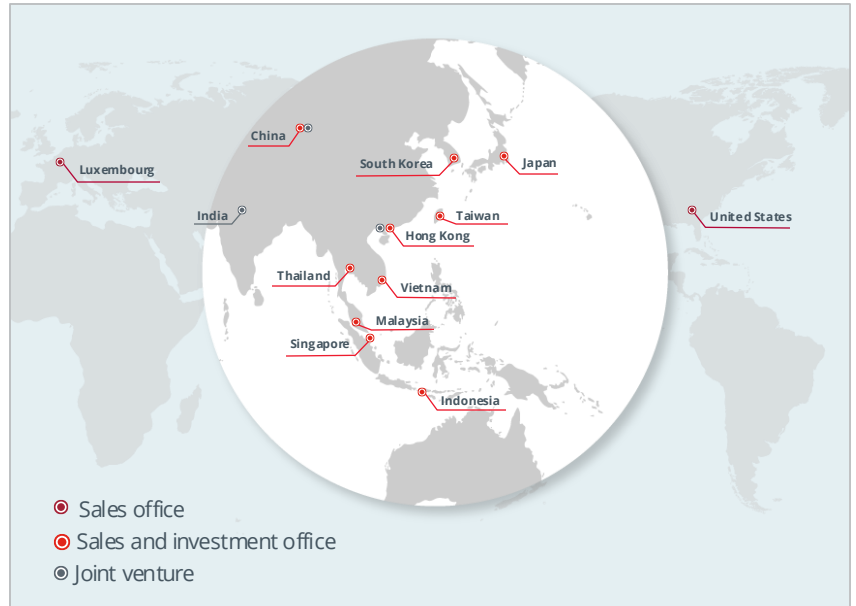 China
South Korea
Japan
Luxembourg
India
Taiwan
United States
Hong Kong
Thailand
Vietnam
Malaysia
Singapore
Indonesia
Sales office
Sales and investment office
Joint venture